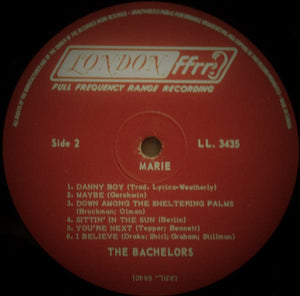 LONDON ffrr
FULL FREQUENCY RANGE RECORDING
Side 2
LL. 3435
MARIE
1. DANNY BOY (Trad. Lyrics-Weatherly)
2. MAYBE (Gershwin)
3. DOWN AMONG THE SHELTERING PALMS
(Brockman; Olman)
4. SITTIN' IN THE SUN (Berlin)
5. YOU'RE NEXT (Tepper; Bennett)
6. I BELIEVE (Drake; Shirl; Graham; Stillman)
THE BACHELORS
(ARL. 6840)